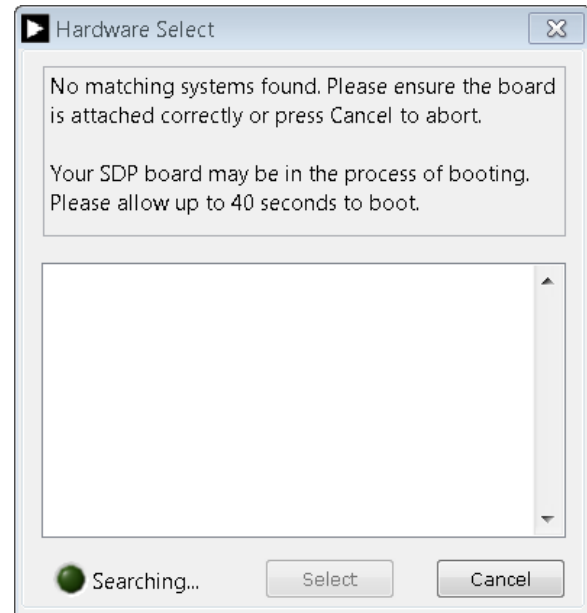 Hardware Select
No matching systems found. Please ensure the board
is attached correctly or press Cancel to abort.
Your SDP board may be in the process of booting.
Please allow up to 40 seconds to boot.
Searching...
Select
Cancel